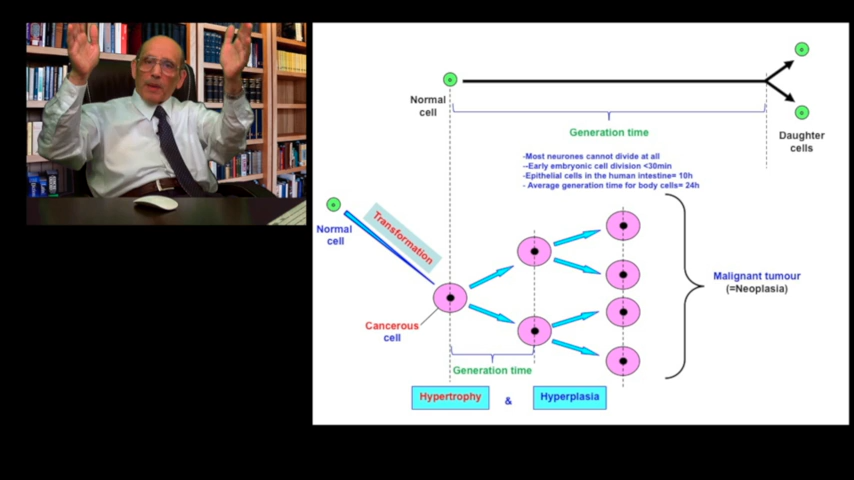 Normal
cell
Generation time
Daughter
cells
-Most neurones cannot divide at all
--Early embryonic cell division <30min
-Epithelial cells in the human intestine= 10h
- Average generation time for body cells= 24h
Normal
cell
Transformation
Cancerous
cell
Generation time
Malignant tumour
(=Neoplasia)
Hypertrophy & Hyperplasia